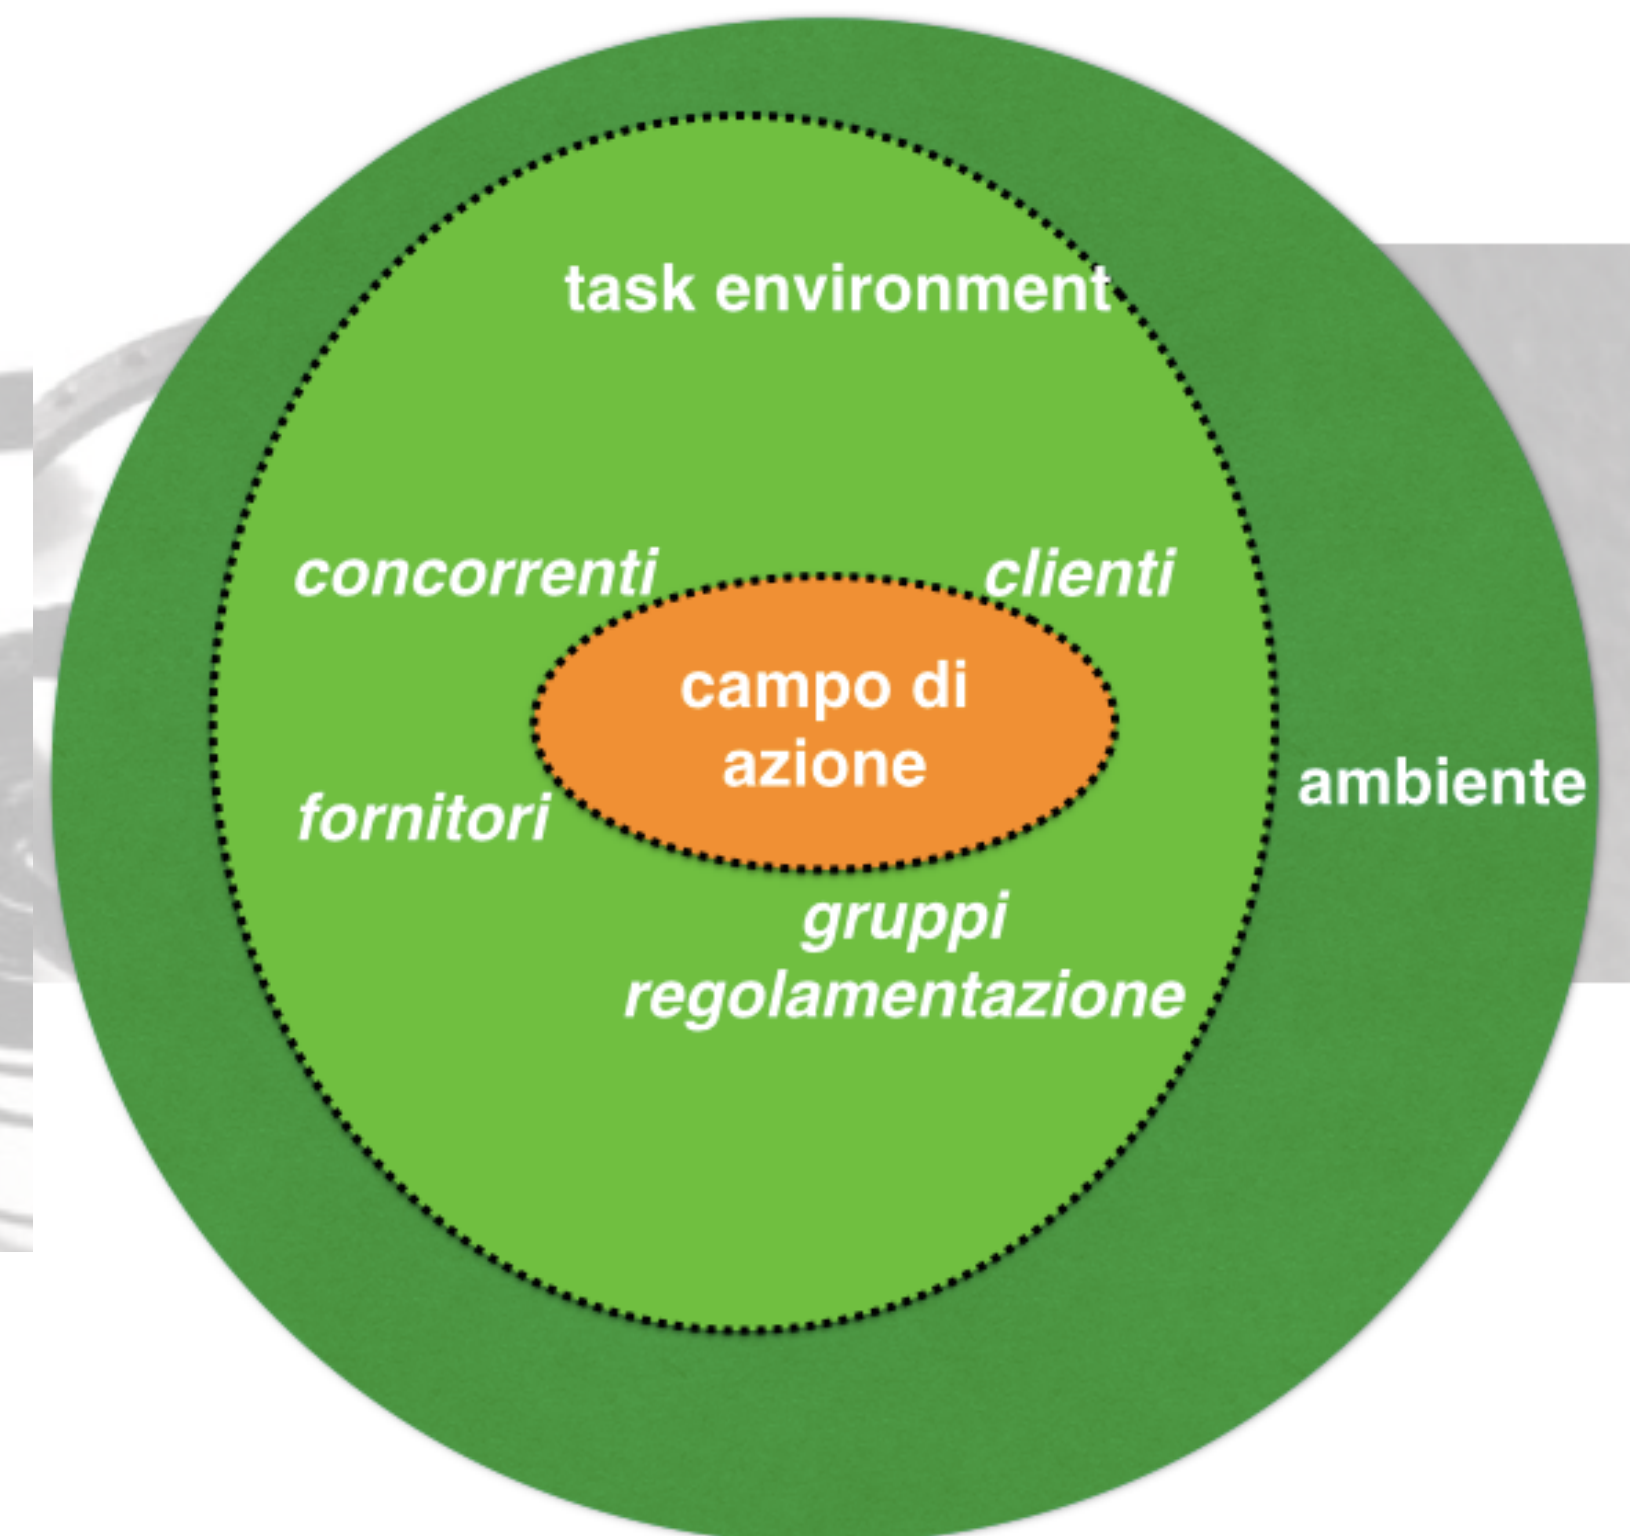 task environment
concorrenti
clienti
campo di
azione
ambiente
fornitori
gruppi
regolamentazione